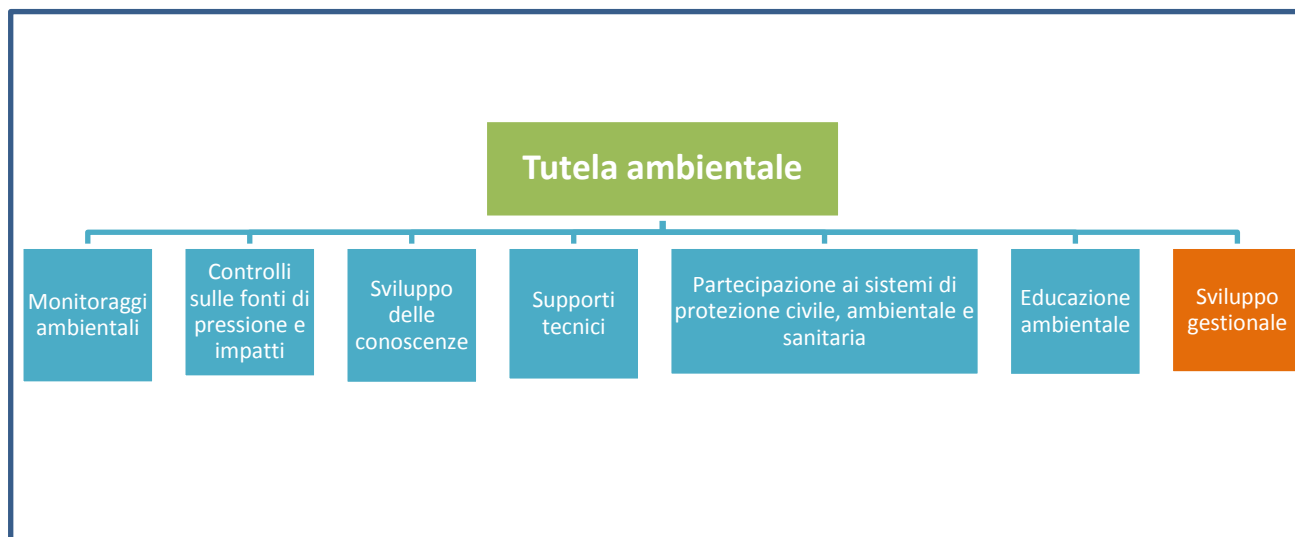 Tutela ambientale
Monitoraggi
ambientali
Controlli
sulle fonti di
pressione e
impatti
Sviluppo
delle
conoscenze
Supporti
tecnici
Partecipazione ai sistemi di
protezione civile, ambientale e
sanitaria
Educazione
ambientale
Sviluppo
gestionale